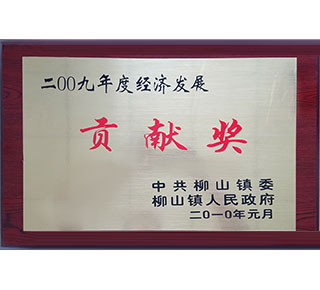 二00九年度经济发展
贡献奖
中共柳山镇委
柳山镇人民政府
二0一0年元月